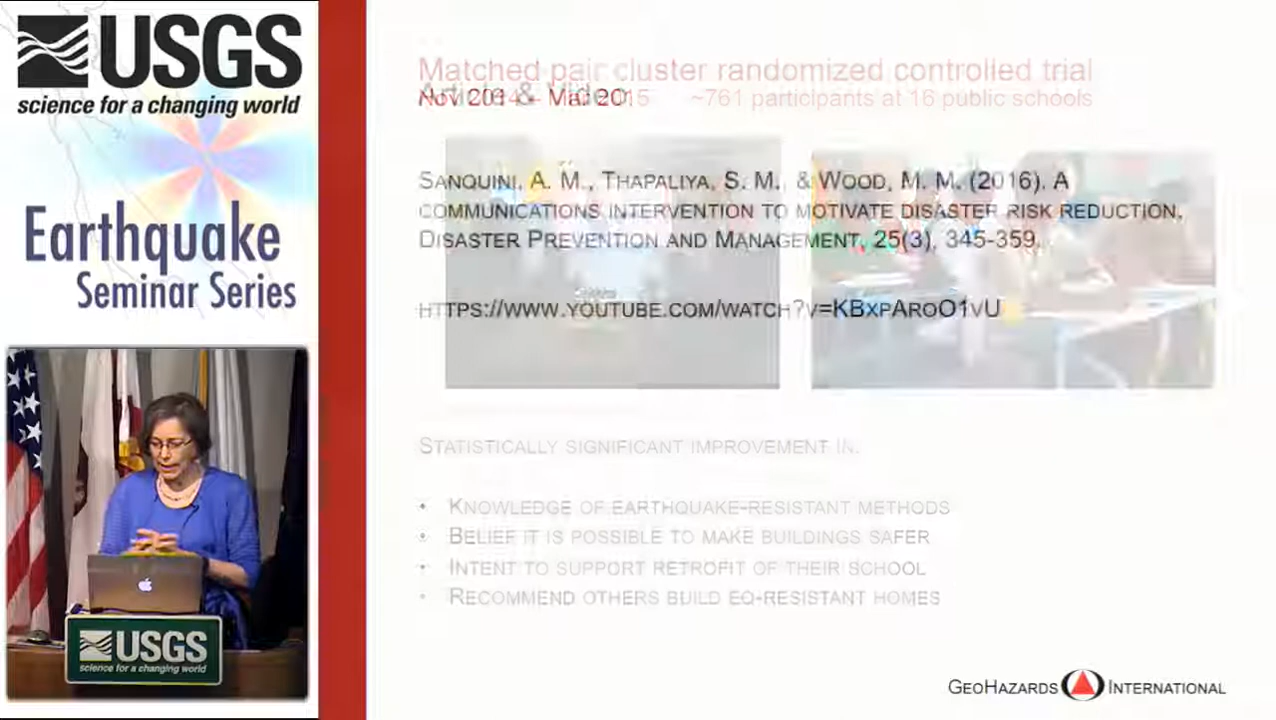 USGS
science for a changing world
Earthquake
Seminar Series
USGS
science for a changing world
Matched pair cluster randomized controlled trial
Article & Video
Nov 2014 – Mar 2015 ~761 participants at 16 public schools
Sanquini, A. M., Thapaliya, S. M., & Wood, M. M. (2016). A
communications intervention to motivate disaster risk reduction.
Disaster Prevention and Management, 25(3), 345-359.
https://www.youtube.com/watch?v=KBxpAroO1vU
Statistically significant improvement in:
• Knowledge of earthquake-resistant methods
• Belief it is possible to make buildings safer
• Intent to support retrofit of their school
• Recommend others build EQ-resistant homes
GeoHazards International